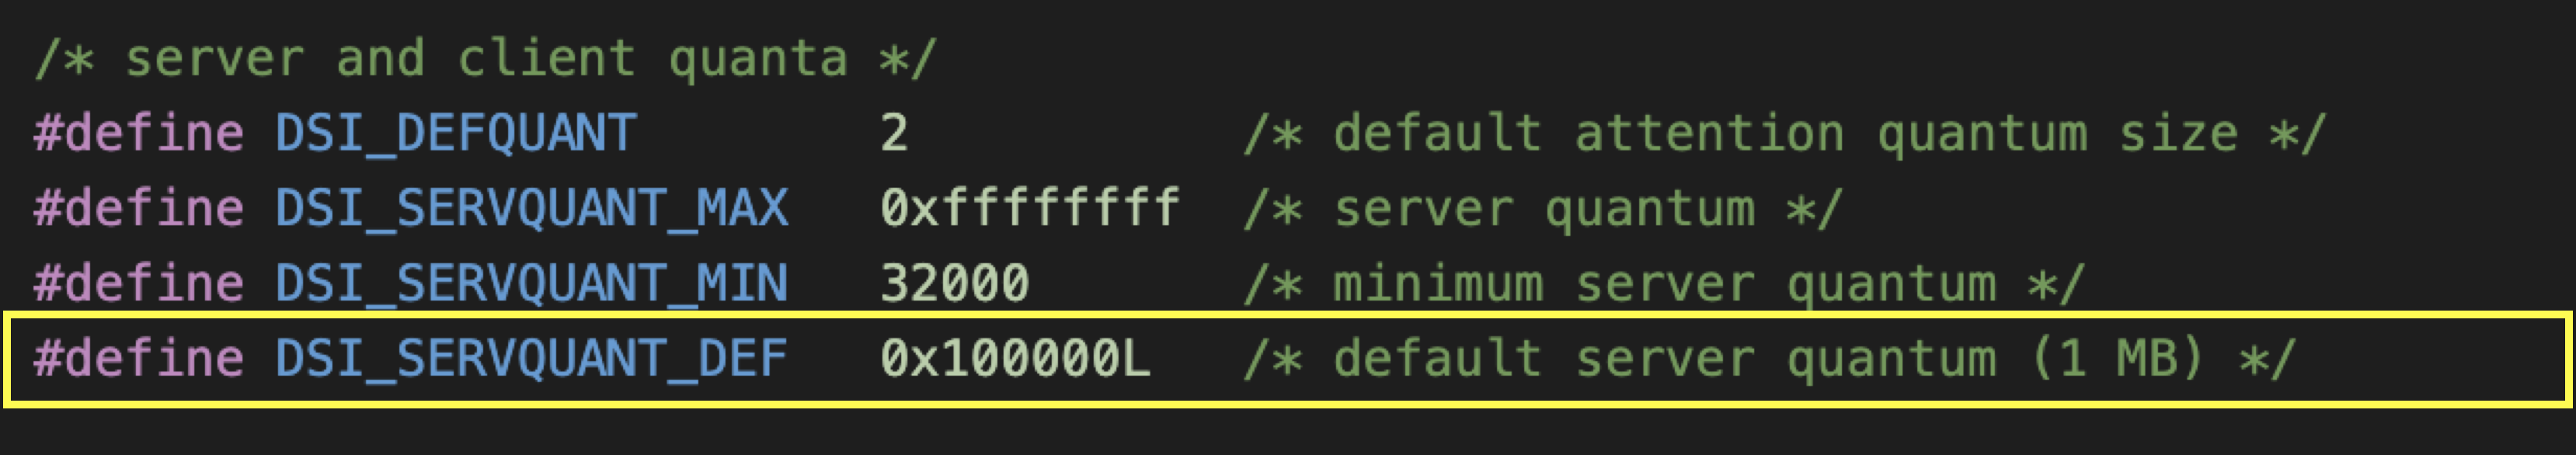 /* server and client quanta */
#define DSI_DEFQUANT        2           /* default attention quantum size */
#define DSI_SERVQUANT_MAX   0xffffffff  /* server quantum */
#define DSI_SERVQUANT_MIN   32000       /* minimum server quantum */
#define DSI_SERVQUANT_DEF   0x100000L   /* default server quantum (1 MB) */